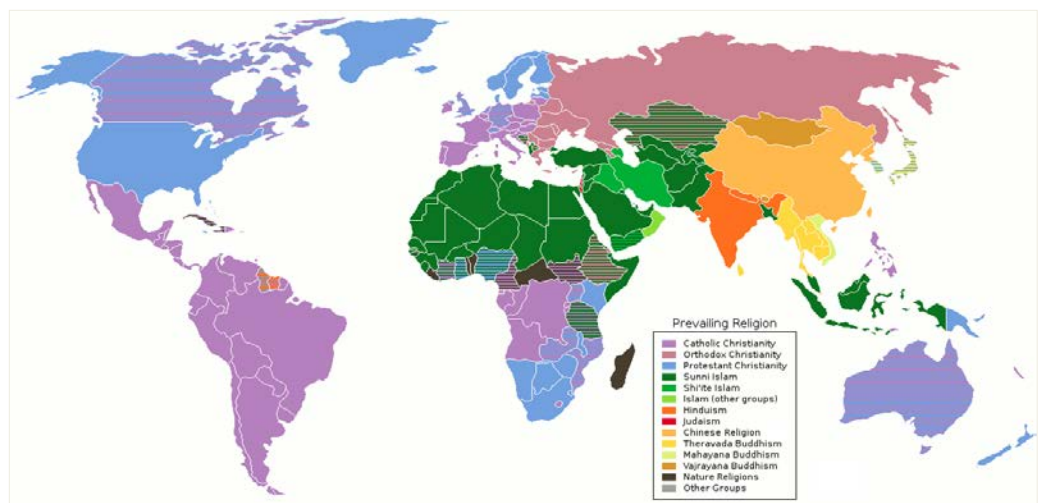 Prevailing Religion
Catholic Christianity
Orthodox Christianity
Protestant Christianity
Sunni Islam
Shi'ite Islam
Islam (other groups)
Hinduism
Judaism
Chinese Religion
Theravada Buddhism
Mahayana Buddhism
Vajrayana Buddhism
Nature Religions
Other Groups